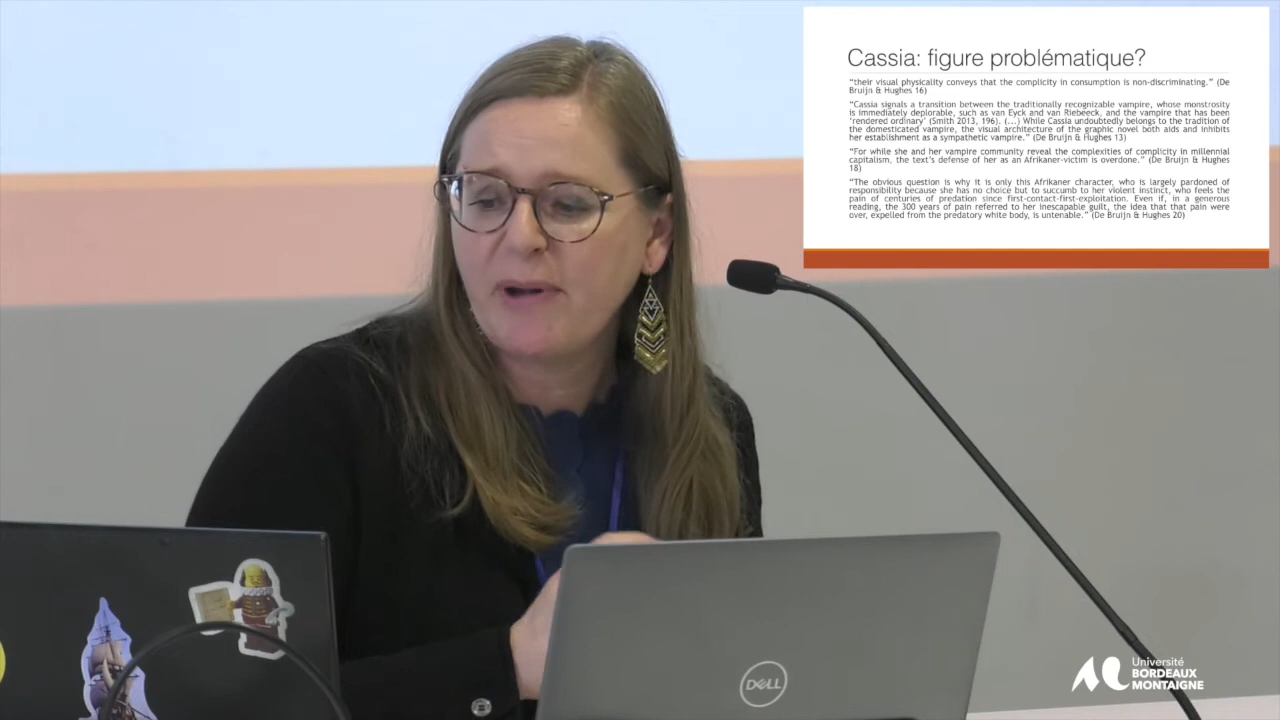 Cassia: figure problématique?
“their visual physicality conveys that the complicity in consumption is non-discriminating.” (De
Bruijn & Hughes 16)
“Cassia signals a transition between the traditionally recognizable vampire, whose monstrosity
is immediately deplorable, such as van Eyck and van Riebeeck, and the vampire that has been
‘rendered ordinary’ (Smith 2013, 196). (...) While Cassia undoubtedly belongs to the tradition of
the domesticated vampire, the visual architecture of the graphic novel both aids and inhibits
her establishment as a sympathetic vampire.” (De Bruijn & Hughes 13)
“For while she and her vampire community reveal the complexities of complicity in millennial
capitalism, the text’s defense of her as an Afrikaner-victim is overdone.” (De Bruijn & Hughes
18)
“The obvious question is why it is only this Afrikaner character, who is largely pardoned of
responsibility because she has no choice but to succumb to her violent instinct, who feels the
pain of centuries of predation since first-contact-first-exploitation. Even if, in a generous
reading, the 300 years of pain referred to her inescapable guilt, the idea that that pain were
over, expelled from the predatory white body, is untenable.” (De Bruijn & Hughes 20)
DELL
Université
BORDEAUX
MONTAIGNE